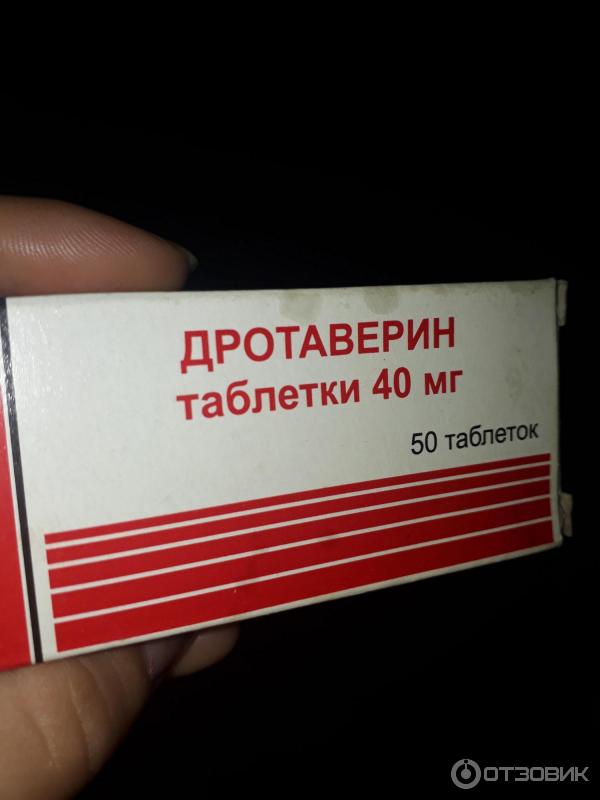 ДРОТАВЕРИН
таблетки 40 мг
50 таблеток
ОТЗОВИК